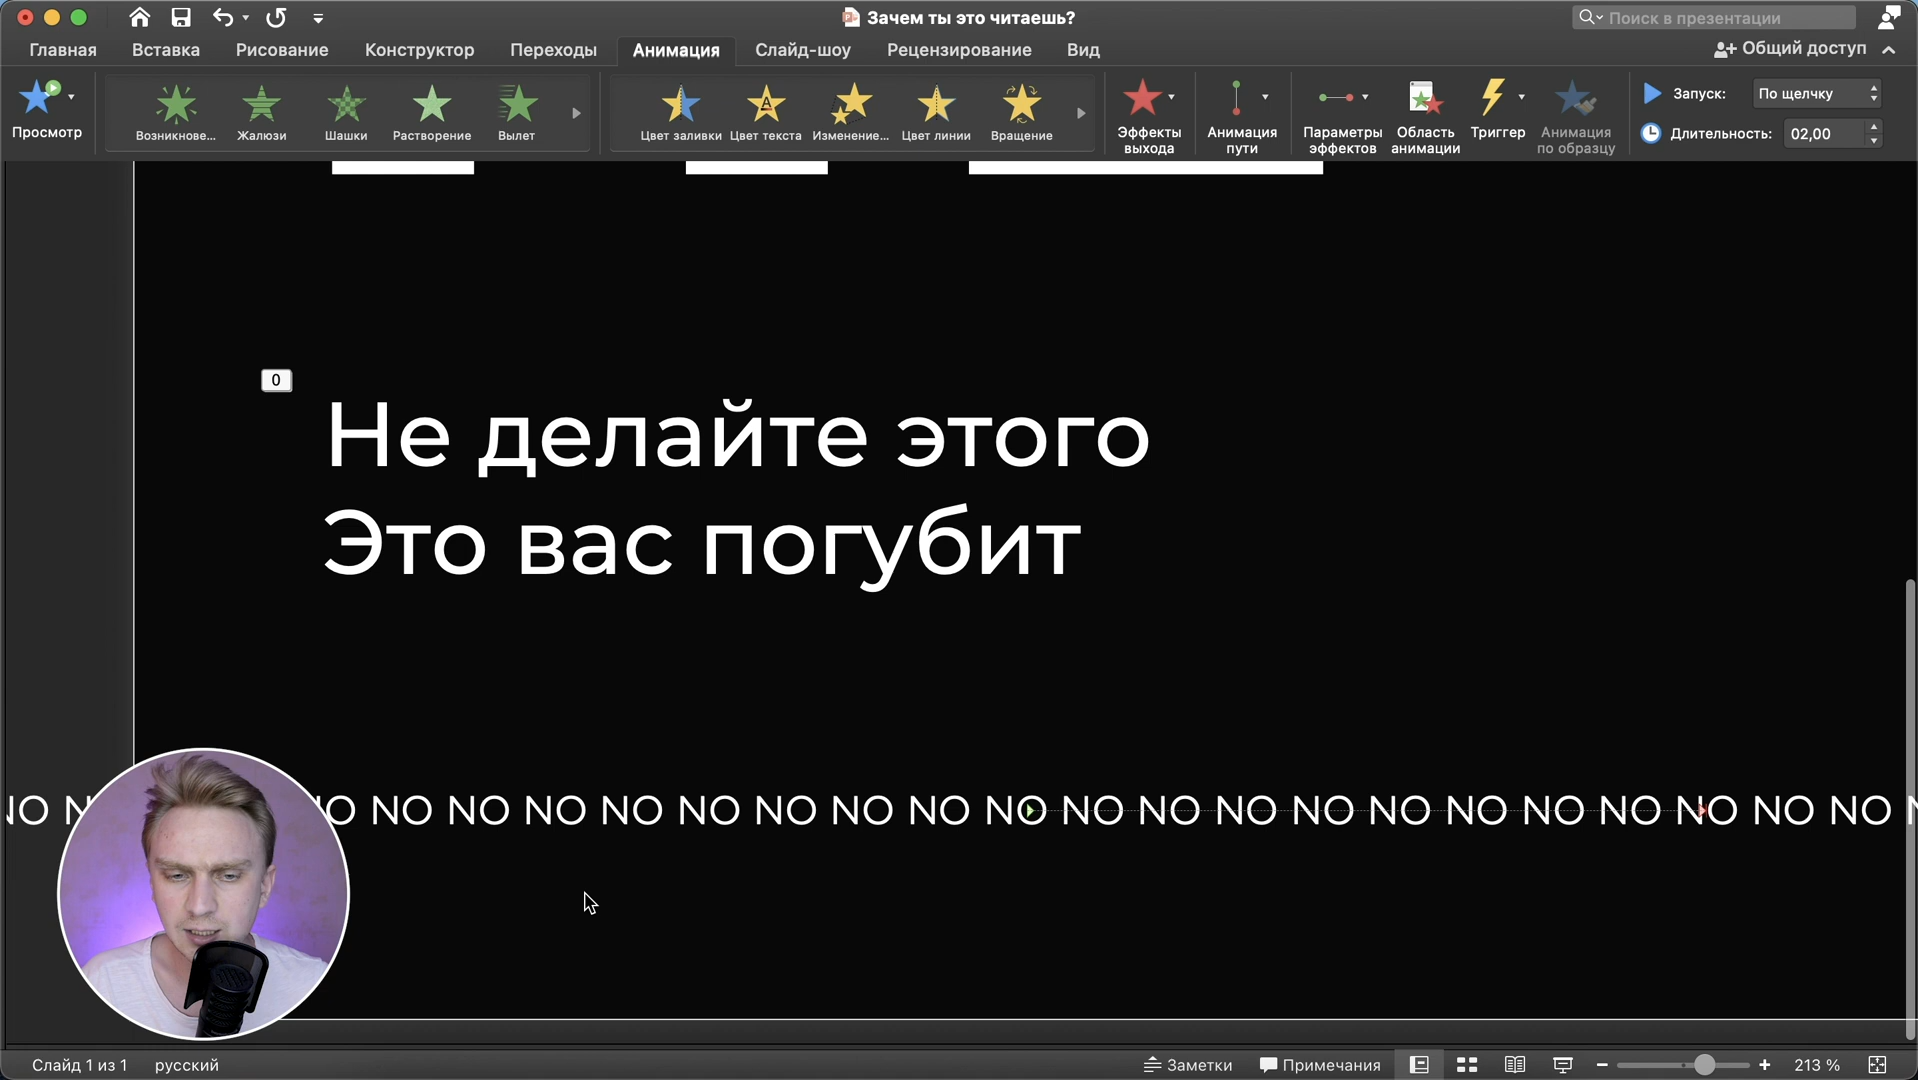 Зачем ты это читаешь?
Поиск в презентации
Главная Вставка Рисование Конструктор Переходы Анимация Слайд-шоу Рецензирование Вид Общий доступ
Просмотр
Возникнове... Жалюзи Шашки Растворение Вылет
Цвет заливки Цвет текста Изменение... Цвет линии Вращение
Эффекты выхода
Анимация пути
Параметры эффектов
Область анимации
Триггер
Анимация по образцу
Запуск: По щелчку
Длительность: 02,00
0
Не делайте этого
Это вас погубит
NO NO NO NO NO NO NO NO NO NO NO NO NO NO NO NO NO NO NO NO
Слайд 1 из 1 русский Заметки Примечания 213 %